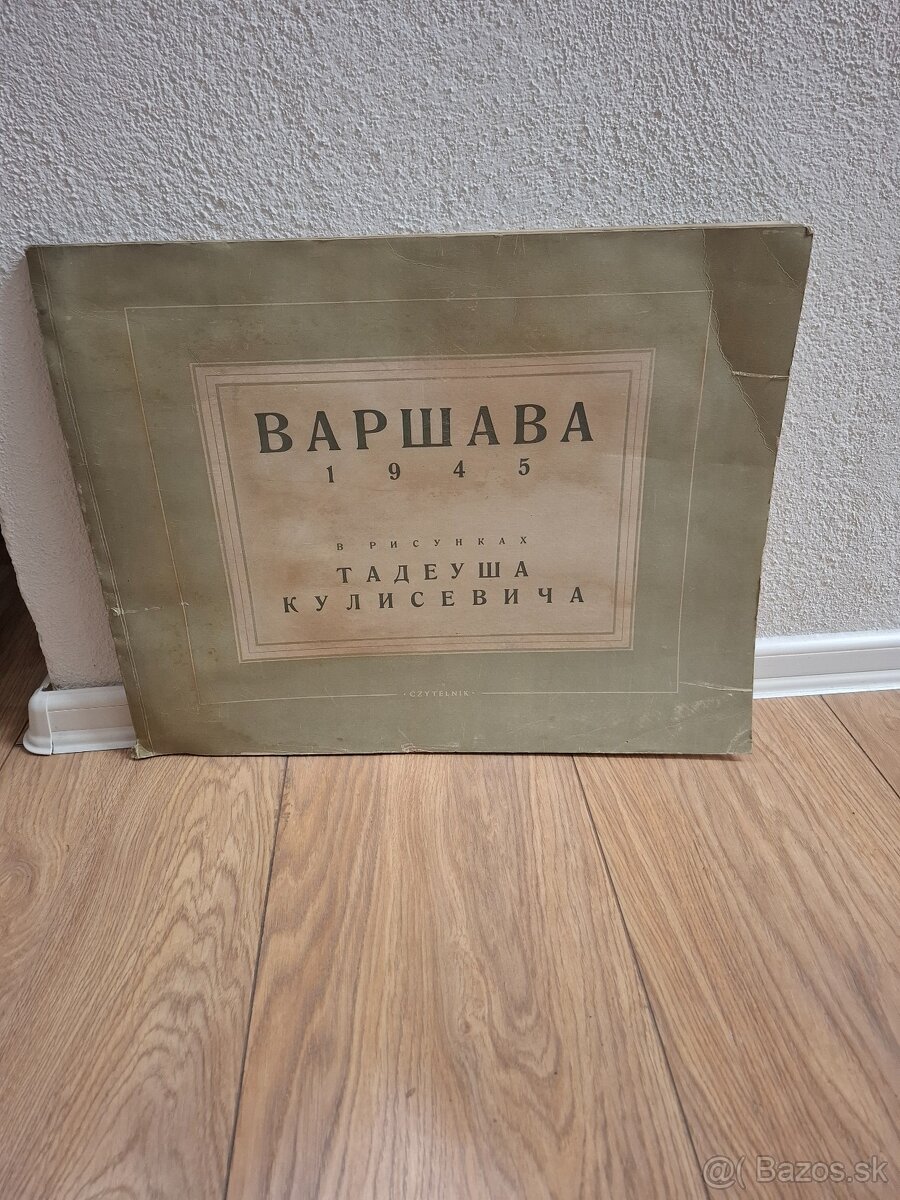 ВАРШАВА
1945
В РИСУНКАХ
ТАДЕУША
КУЛИСЕВИЧА
·CZYTELNIK·
@( Bazos.sk